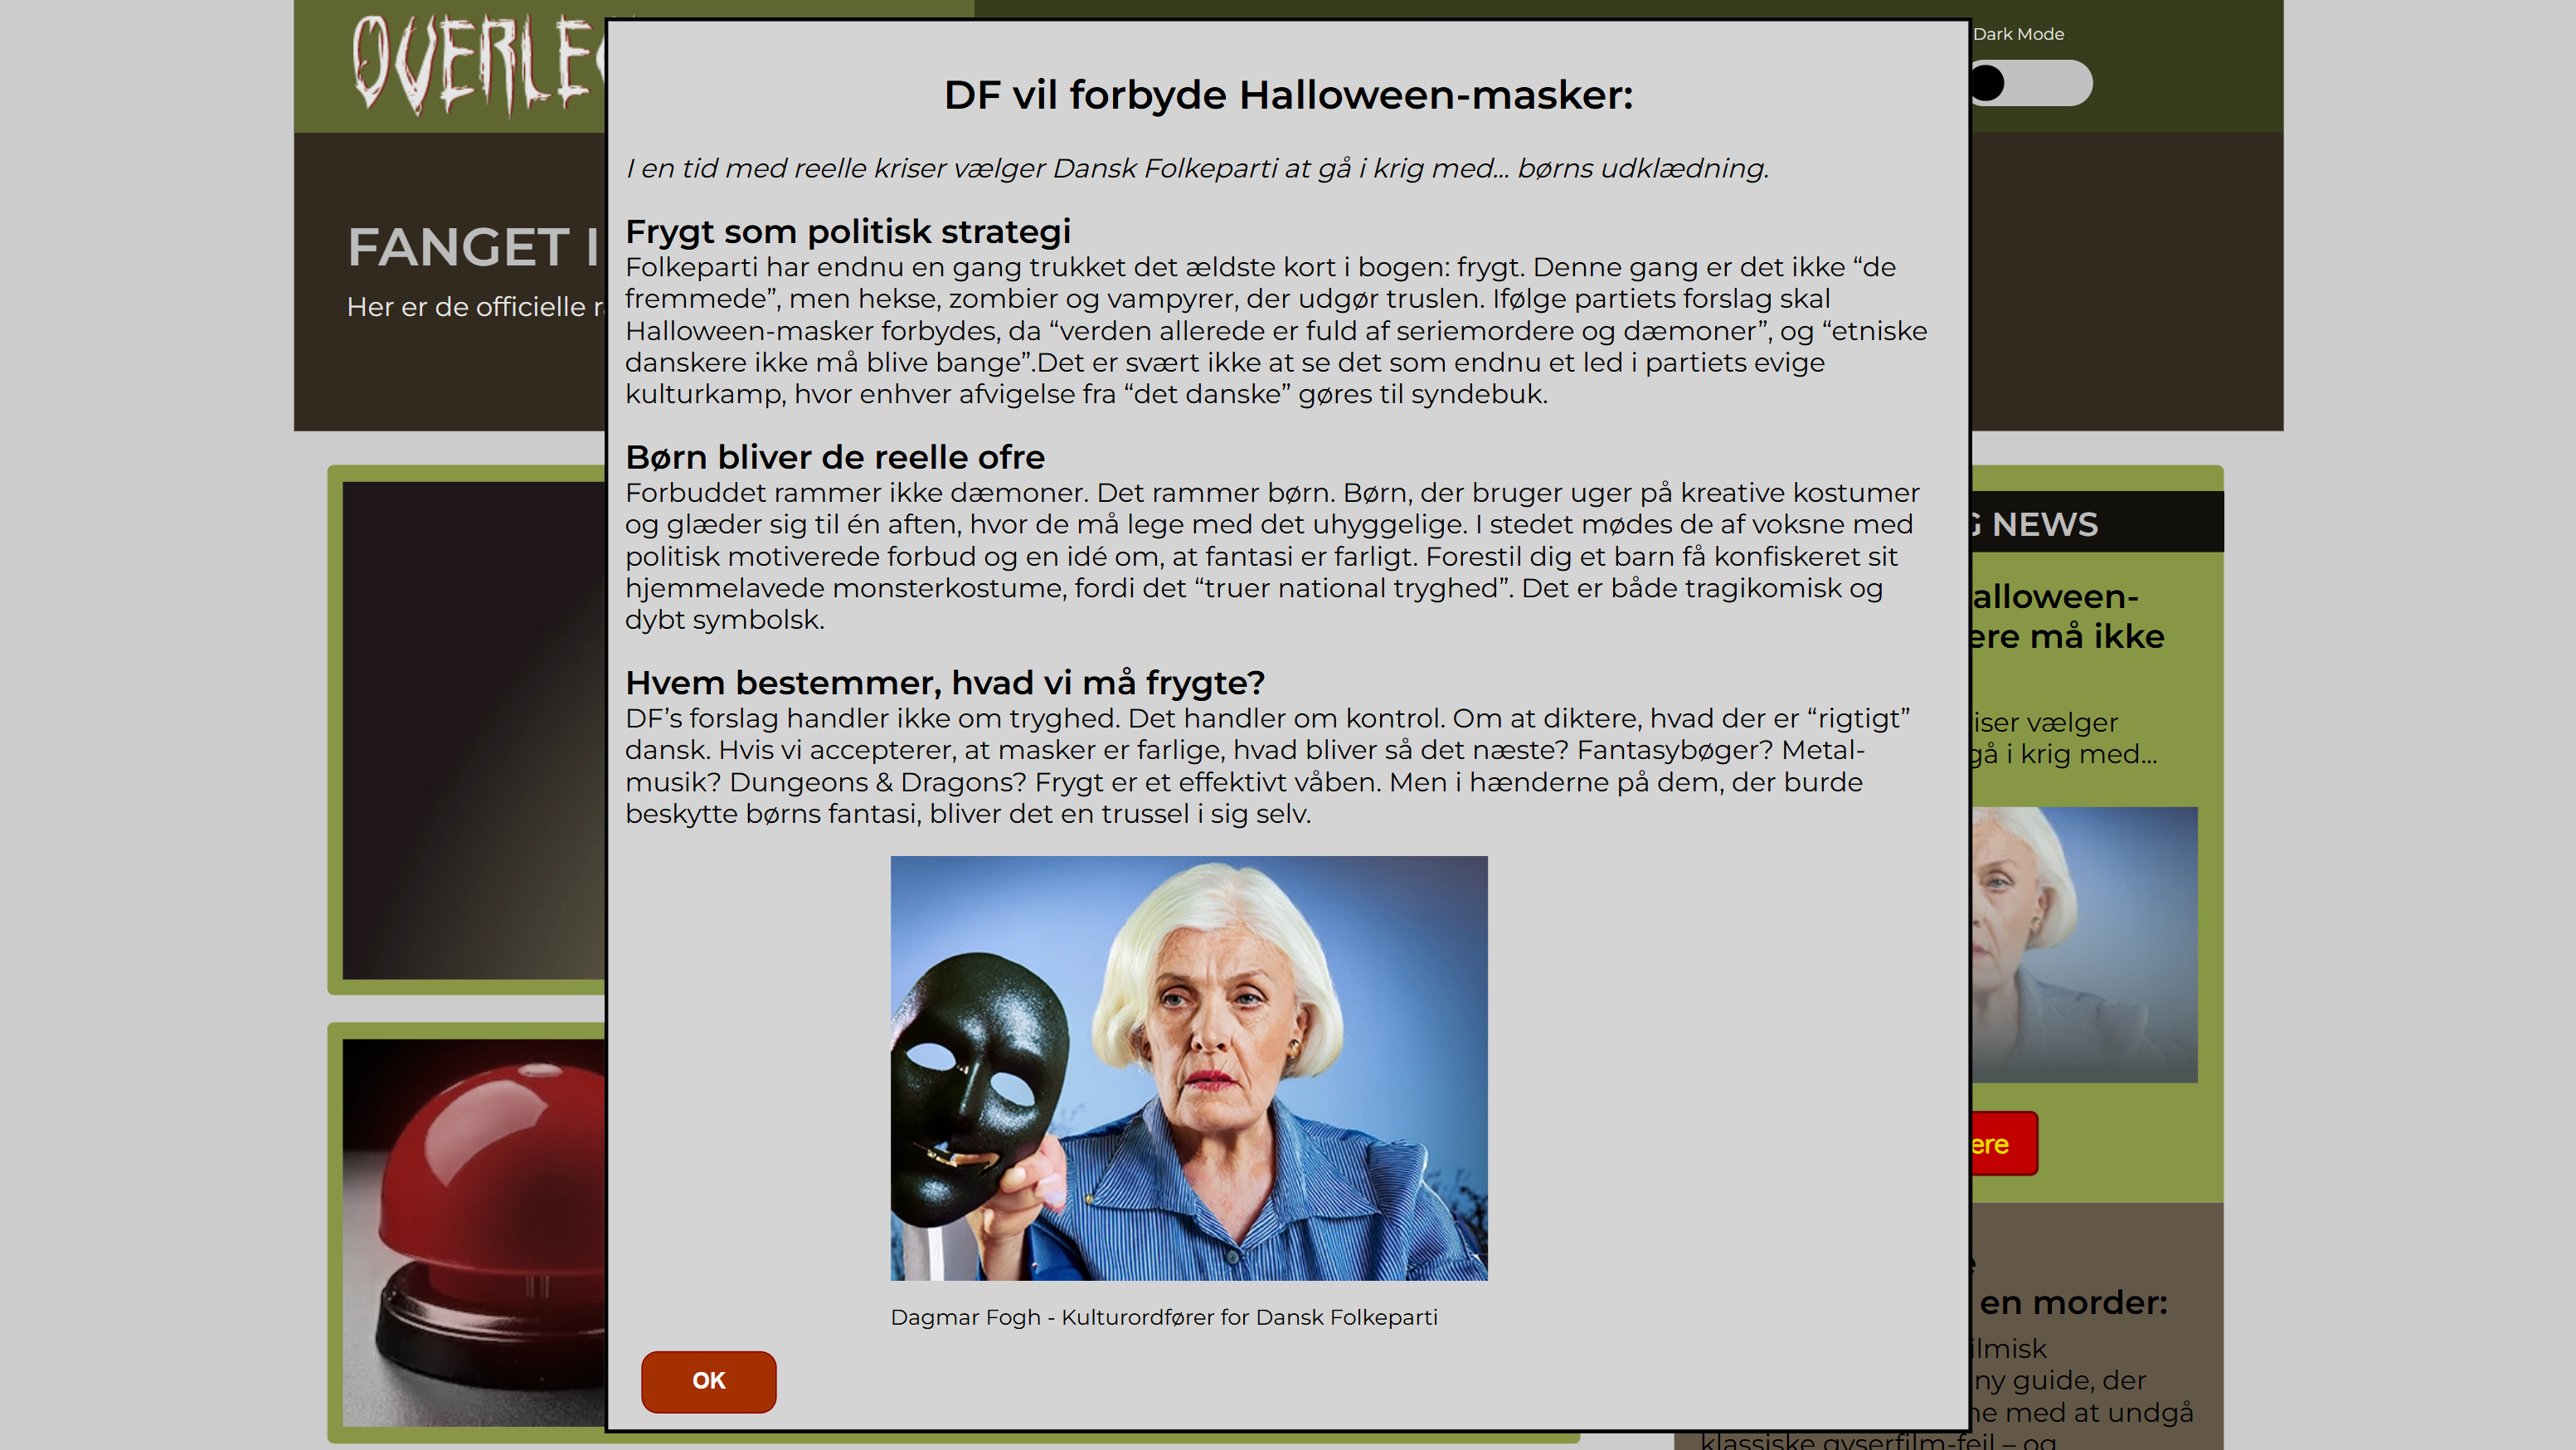 OVERLE
Dark Mode
FANGET I
Her er de officielle
DF vil forbyde Halloween-masker:
I en tid med reelle kriser vælger Dansk Folkeparti at gå i krig med... børns udklædning.
Frygt som politisk strategi
Folkeparti har endnu en gang trukket det ældste kort i bogen: frygt. Denne gang er det ikke “de
fremmede”, men hekse, zombier og vampyrer, der udgør truslen. Ifølge partiets forslag skal
Halloween-masker forbydes, da “verden allerede er fuld af seriemordere og dæmoner”, og “etniske
danskere ikke må blive bange”.Det er svært ikke at se det som endnu et led i partiets evige
kulturkamp, hvor enhver afvigelse fra “det danske” gøres til syndebuk.
Børn bliver de reelle ofre
Forbuddet rammer ikke dæmoner. Det rammer børn. Børn, der bruger uger på kreative kostumer
og glæder sig til én aften, hvor de må lege med det uhyggelige. I stedet mødes de af voksne med
politisk motiverede forbud og en idé om, at fantasi er farligt. Forestil dig et barn få konfiskeret sit
hjemmelavede monsterkostume, fordi det “truer national tryghed”. Det er både tragikomisk og
dybt symbolsk.
Hvem bestemmer, hvad vi må frygte?
DF’s forslag handler ikke om tryghed. Det handler om kontrol. Om at diktere, hvad der er “rigtigt”
dansk. Hvis vi accepterer, at masker er farlige, hvad bliver så det næste? Fantasybøger? Metal-
musik? Dungeons & Dragons? Frygt er et effektivt våben. Men i hænderne på dem, der burde
beskytte børns fantasi, bliver det en trussel i sig selv.
Dagmar Fogh - Kulturordfører for Dansk Folkeparti
OK
G NEWS
alloween-
ere må ikke
iser vælger
gå i krig med...
ere
en morder:
ilmisk
ny guide, der
ne med at undgå
klassiske gyserfilm-fejl – og